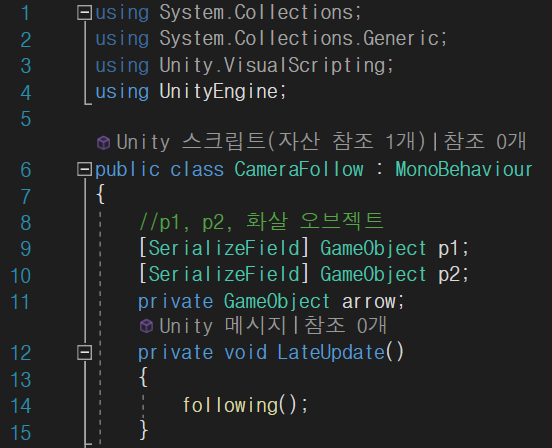 1 using System.Collections;
2 using System.Collections.Generic;
3 using Unity.VisualScripting;
4 using UnityEngine;
5
Unity 스크립트(자산 참조 1개)|참조 0개
6 public class CameraFollow : MonoBehaviour
7 {
8 //p1, p2, 화살 오브젝트
9 [SerializeField] GameObject p1;
10 [SerializeField] GameObject p2;
11 private GameObject arrow;
Unity 메시지|참조 0개
12 private void LateUpdate()
13 {
14 following();
15 }